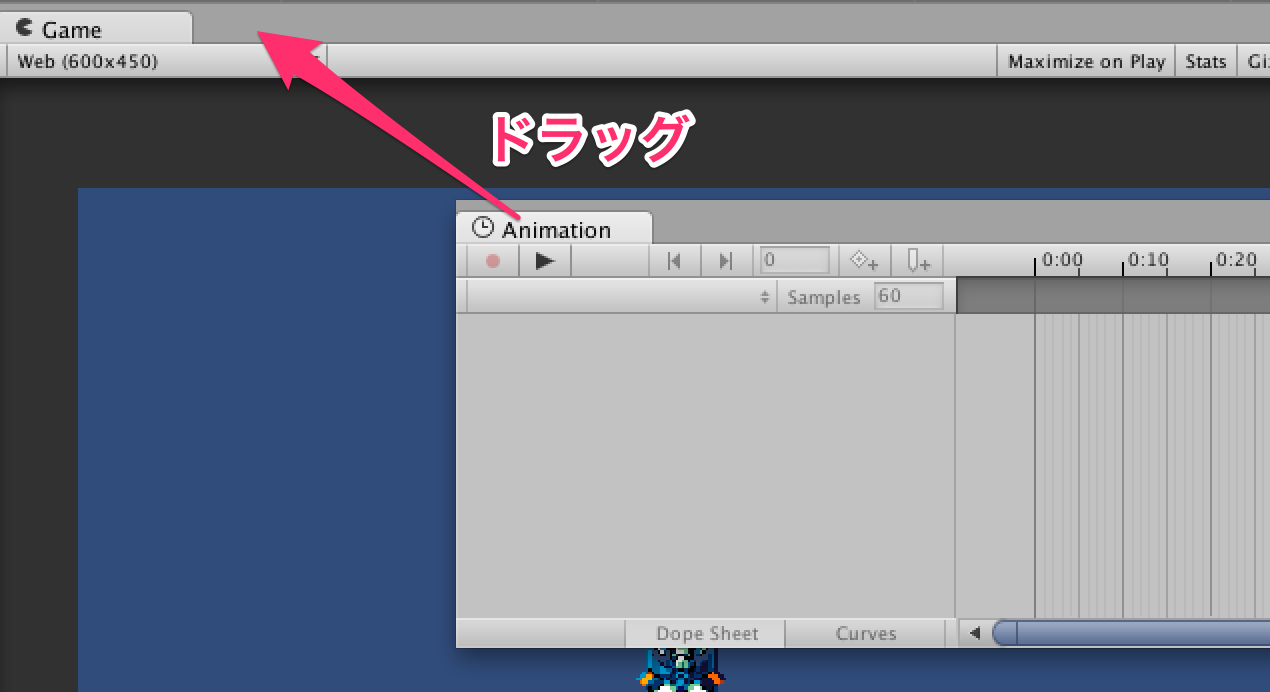 Game
Web (600x450)
Maximize on Play
Stats
ドラッグ
Animation
0
0:00
0:10
0:20
Samples
60
Dope Sheet
Curves